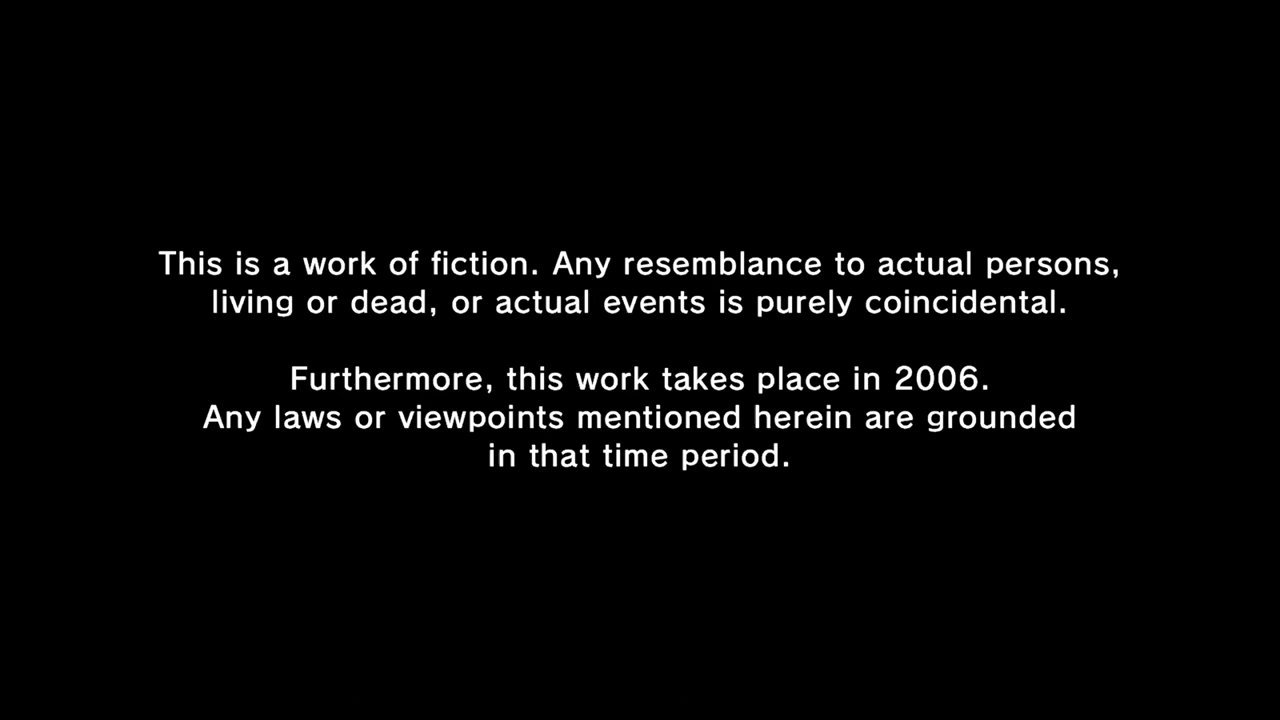 This is a work of fiction. Any resemblance to actual persons,
living or dead, or actual events is purely coincidental.
Furthermore, this work takes place in 2006.
Any laws or viewpoints mentioned herein are grounded
in that time period.